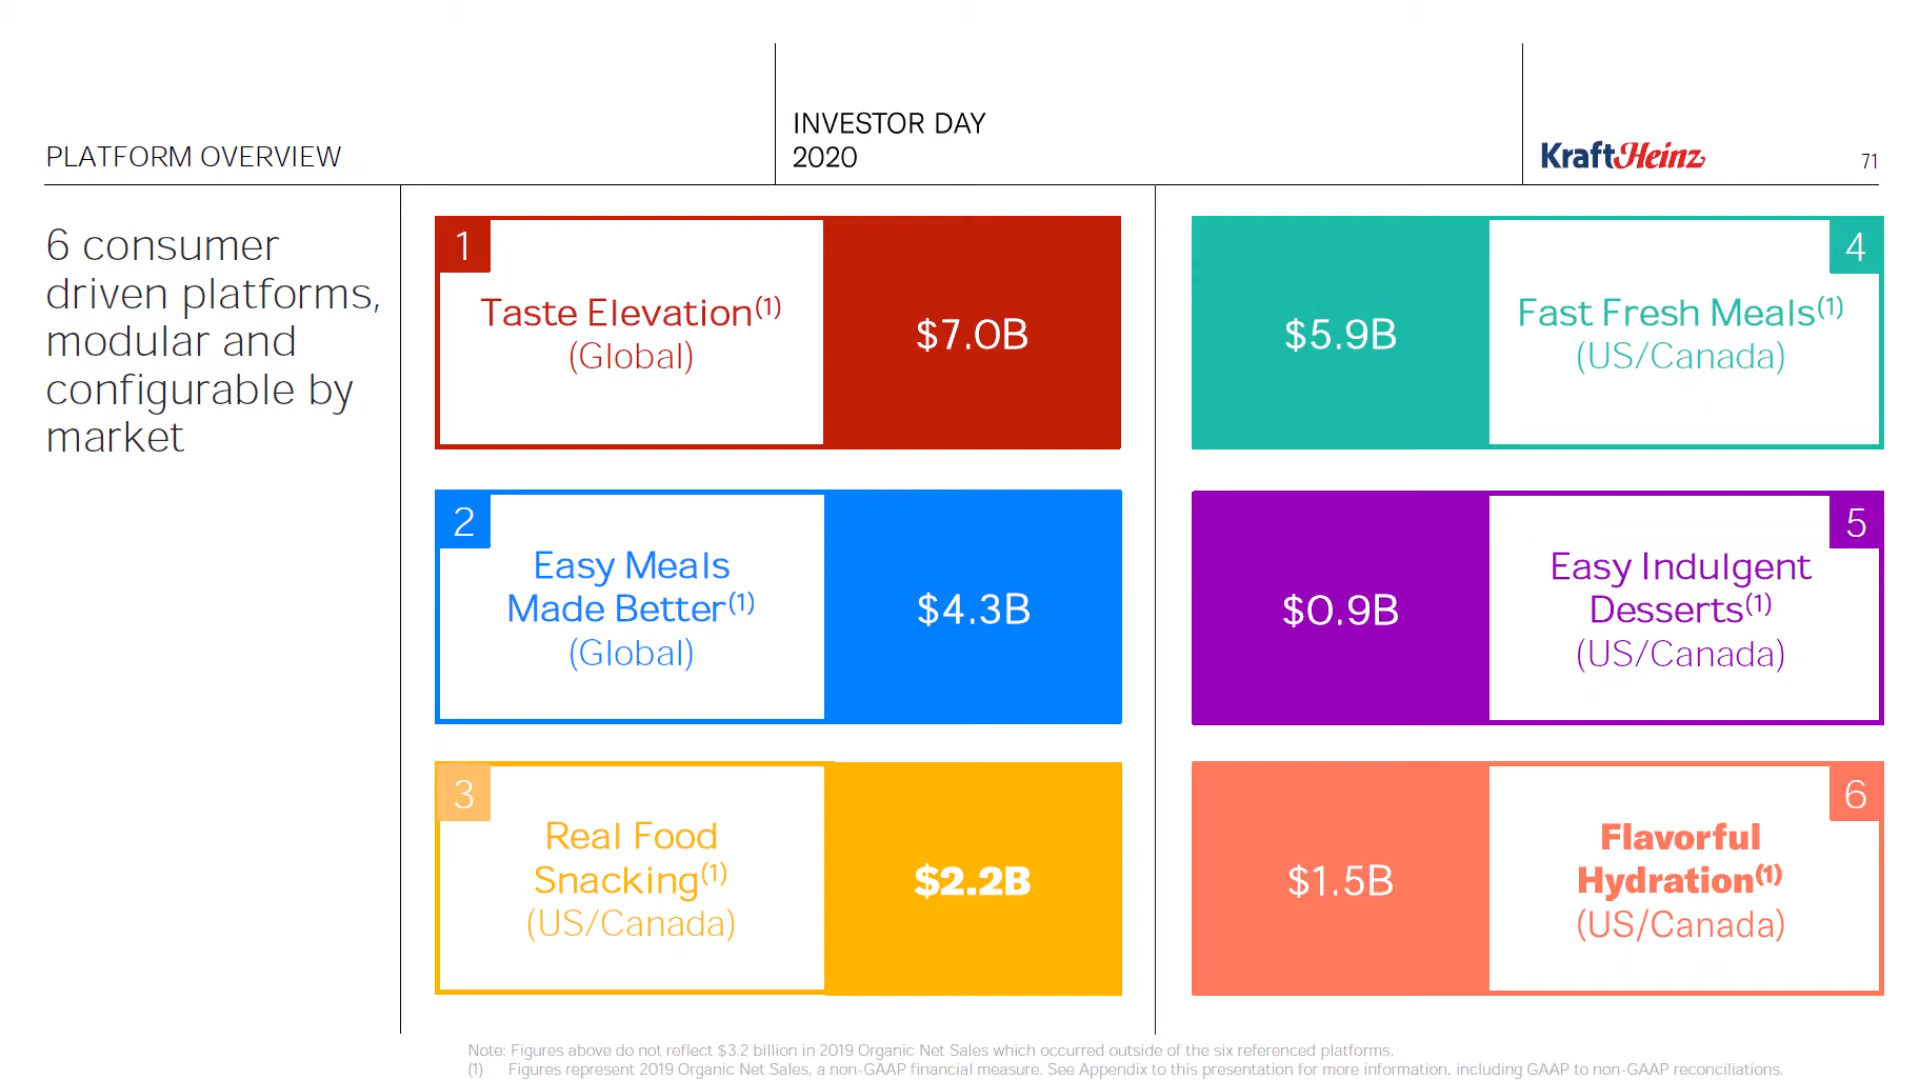 PLATFORM OVERVIEW
INVESTOR DAY
2020
KraftHeinz
71
6 consumer
driven platforms,
modular and
configurable by
market
1
Taste Elevation(1)
(Global)
$7.0B
2
Easy Meals
Made Better(1)
(Global)
$4.3B
3
Real Food
Snacking(1)
(US/Canada)
$2.2B
4
$5.9B
Fast Fresh Meals(1)
(US/Canada)
5
$0.9B
Easy Indulgent
Desserts(1)
(US/Canada)
6
$1.5B
Flavorful
Hydration(1)
(US/Canada)
Note: Figures above do not reflect $3.2 billion in 2019 Organic Net Sales which occurred outside of the six referenced platforms.
(1) Figures represent 2019 Organic Net Sales, a non-GAAP financial measure. See Appendix to this presentation for more information, including GAAP to non-GAAP reconciliations.